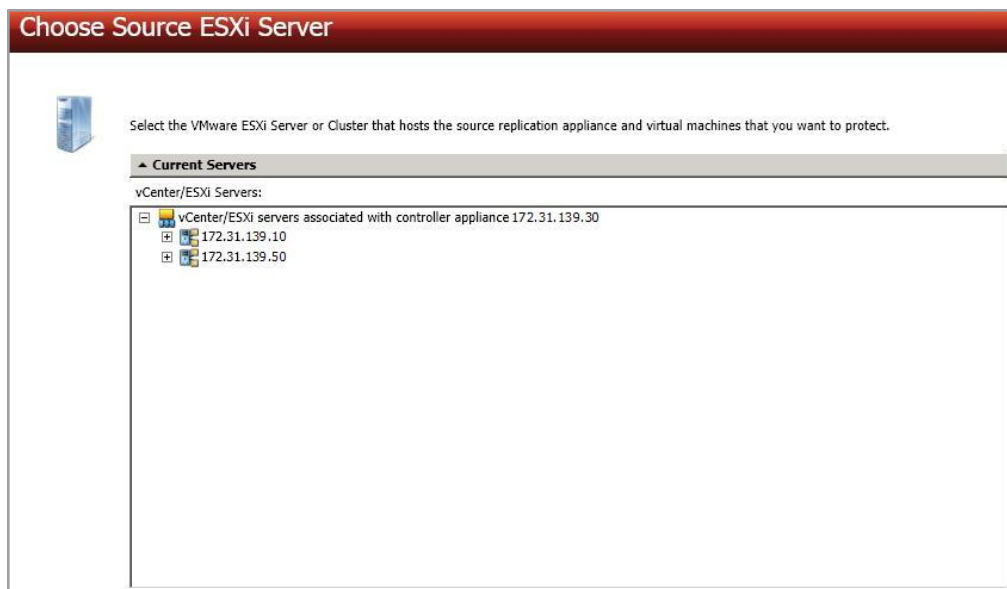 Choose Source ESXi Server
Select the VMware ESXi Server or Cluster that hosts the source replication appliance and virtual machines that you want to protect.
Current Servers
vCenter/ESXi Servers:
vCenter/ESXi servers associated with controller appliance 172.31.139.30
172.31.139.10
172.31.139.50